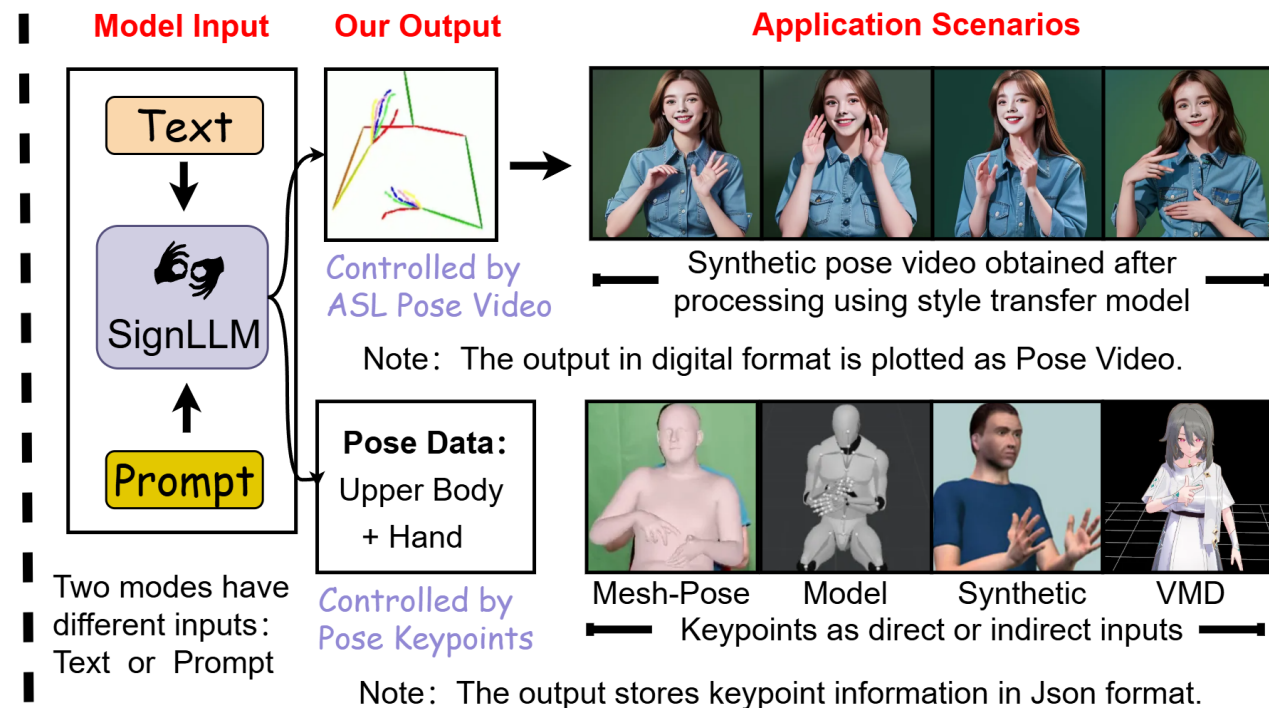 Model Input
Our Output
Application Scenarios
Text
SignLLM
Prompt
Two modes have
different inputs:
Text or Prompt
Controlled by
ASL Pose Video
Synthetic pose video obtained after
processing using style transfer model
Note: The output in digital format is plotted as Pose Video.
Pose Data:
Upper Body
+ Hand
Controlled by
Pose Keypoints
Mesh-Pose
Model
Synthetic
VMD
Keypoints as direct or indirect inputs
Note: The output stores keypoint information in Json format.